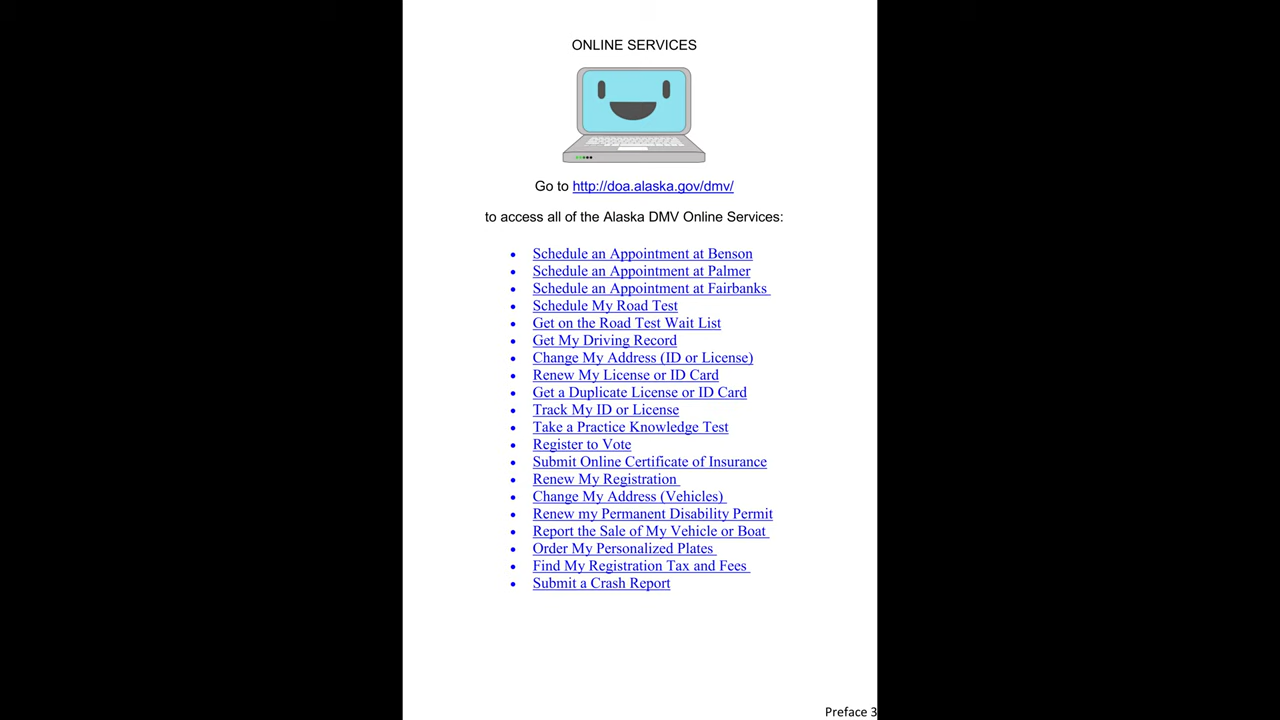 ONLINE SERVICES
Go to http://doa.alaska.gov/dmv/
to access all of the Alaska DMV Online Services:
• Schedule an Appointment at Benson
• Schedule an Appointment at Palmer
• Schedule an Appointment at Fairbanks
• Schedule My Road Test
• Get on the Road Test Wait List
• Get My Driving Record
• Change My Address (ID or License)
• Renew My License or ID Card
• Get a Duplicate License or ID Card
• Track My ID or License
• Take a Practice Knowledge Test
• Register to Vote
• Submit Online Certificate of Insurance
• Renew My Registration
• Change My Address (Vehicles)
• Renew my Permanent Disability Permit
• Report the Sale of My Vehicle or Boat
• Order My Personalized Plates
• Find My Registration Tax and Fees
• Submit a Crash Report
Preface 3